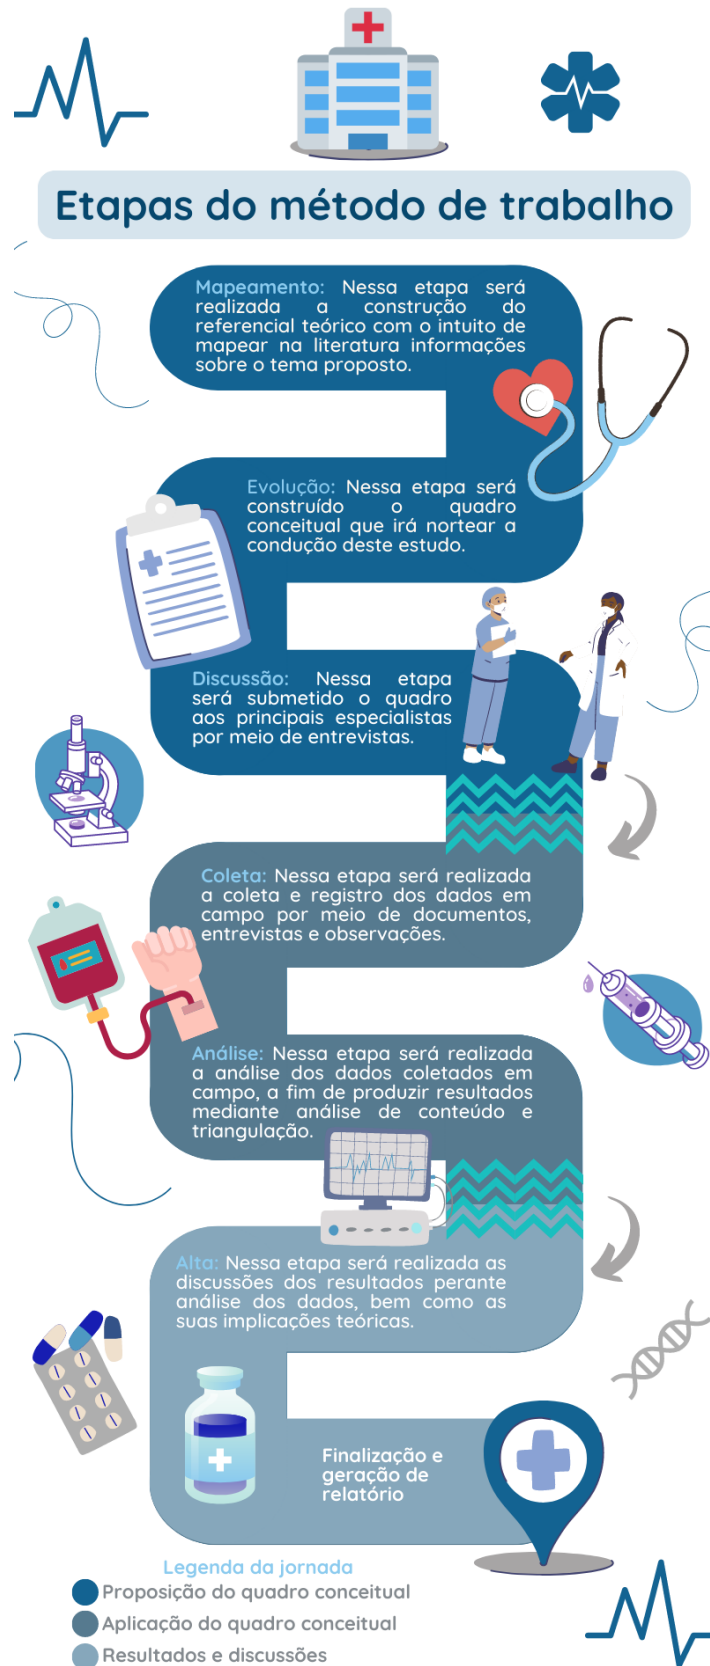 Etapas do método de trabalho
Mapeamento: Nessa etapa será
realizada a construção do
referencial teórico com o intuito de
mapear na literatura informações
sobre o tema proposto.
Evolução: Nessa etapa será
construído o quadro
conceitual que irá nortear a
condução deste estudo.
Discussão: Nessa etapa
será submetido o quadro
aos principais especialistas
por meio de entrevistas.
Coleta: Nessa etapa será realizada
a coleta e registro dos dados em
campo por meio de documentos,
entrevistas e observações.
Análise: Nessa etapa será realizada
a análise dos dados coletados em
campo, a fim de produzir resultados
mediante análise de conteúdo e
triangulação.
Alta: Nessa etapa será realizada as
discussões dos resultados perante
análise dos dados, bem como as
suas implicações teóricas.
Finalização e
geração de
relatório
Legenda da jornada
Proposição do quadro conceitual
Aplicação do quadro conceitual
Resultados e discussões